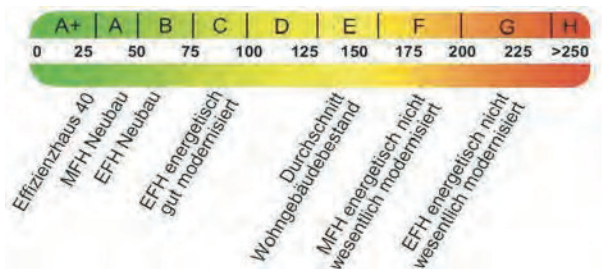 A+ A B C D E F G H
0 25 50 75 100 125 150 175 200 225 >250
Effizienzhaus 40
MFH Neubau
EFH Neubau
EFH energetisch
gut modernisiert
Durchschnitt
Wohngebäudebestand
MFH energetisch nicht
wesentlich modernisiert
EFH energetisch nicht
wesentlich modernisiert